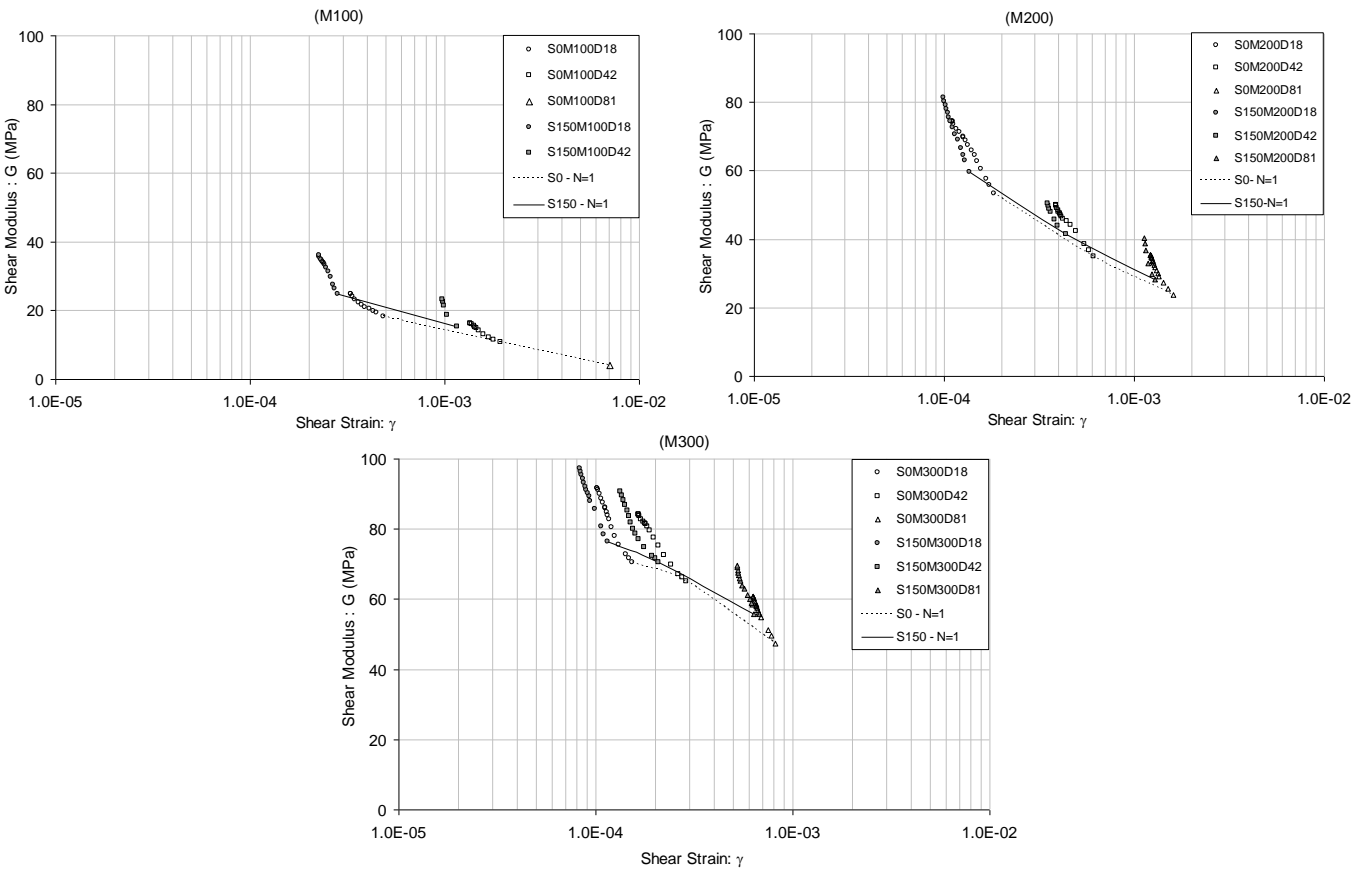 (M100)
100
80
60
40
20
0
Shear Modulus : G (MPa)
1.0E-05
1.0E-04
1.0E-03
1.0E-02
Shear Strain: γ
S0M100D18
S0M100D42
S0M100D81
S150M100D18
S150M100D42
S0 - N=1
S150 - N=1
(M200)
100
80
60
40
20
0
Shear Modulus : G (MPa)
1.0E-05
1.0E-04
1.0E-03
1.0E-02
Shear Strain: γ
S0M200D18
S0M200D42
S0M200D81
S150M200D18
S150M200D42
S150M200D81
S0- N=1
S150-N=1
(M300)
100
80
60
40
20
0
Shear Modulus : G (MPa)
1.0E-05
1.0E-04
1.0E-03
1.0E-02
Shear Strain: γ
S0M300D18
S0M300D42
S0M300D81
S150M300D18
S150M300D42
S150M300D81
S0 - N=1
S150 - N=1